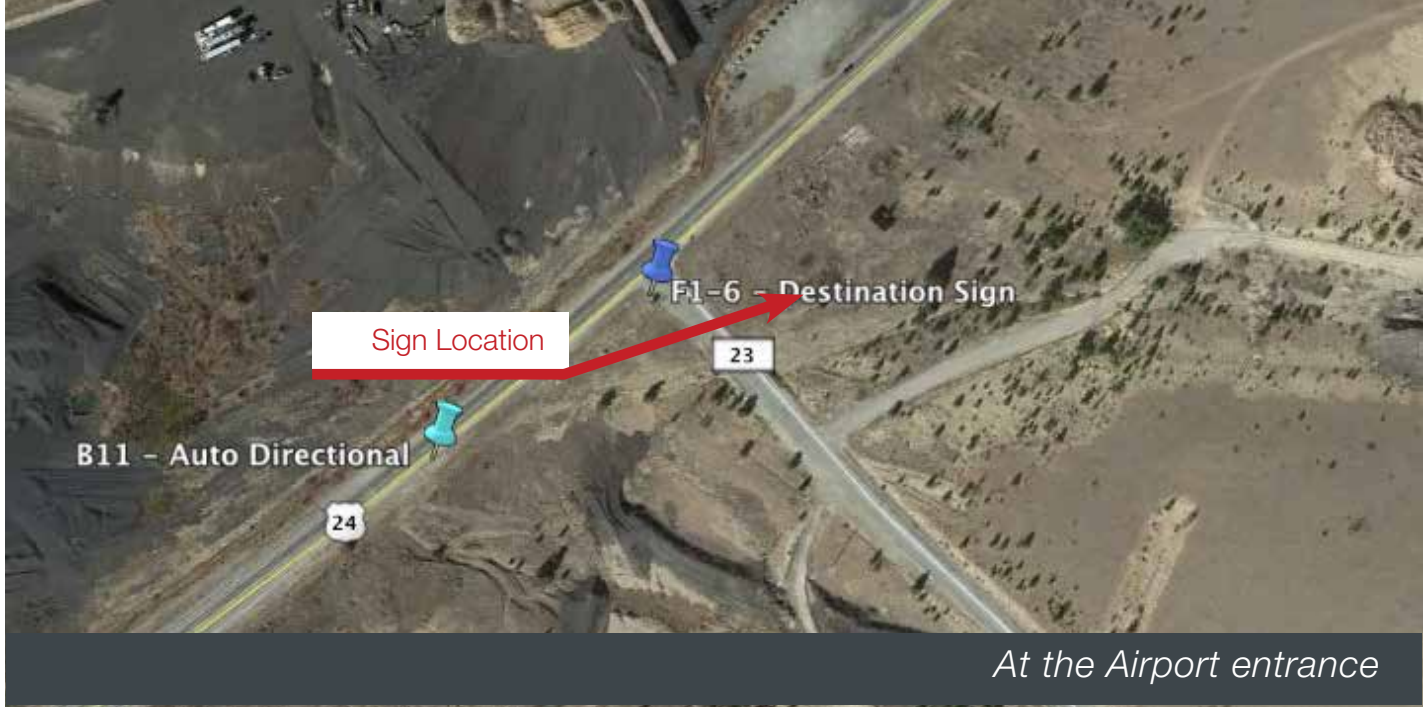 F1-6 - Destination Sign
Sign Location
23
B11 - Auto Directional
24
At the Airport entrance